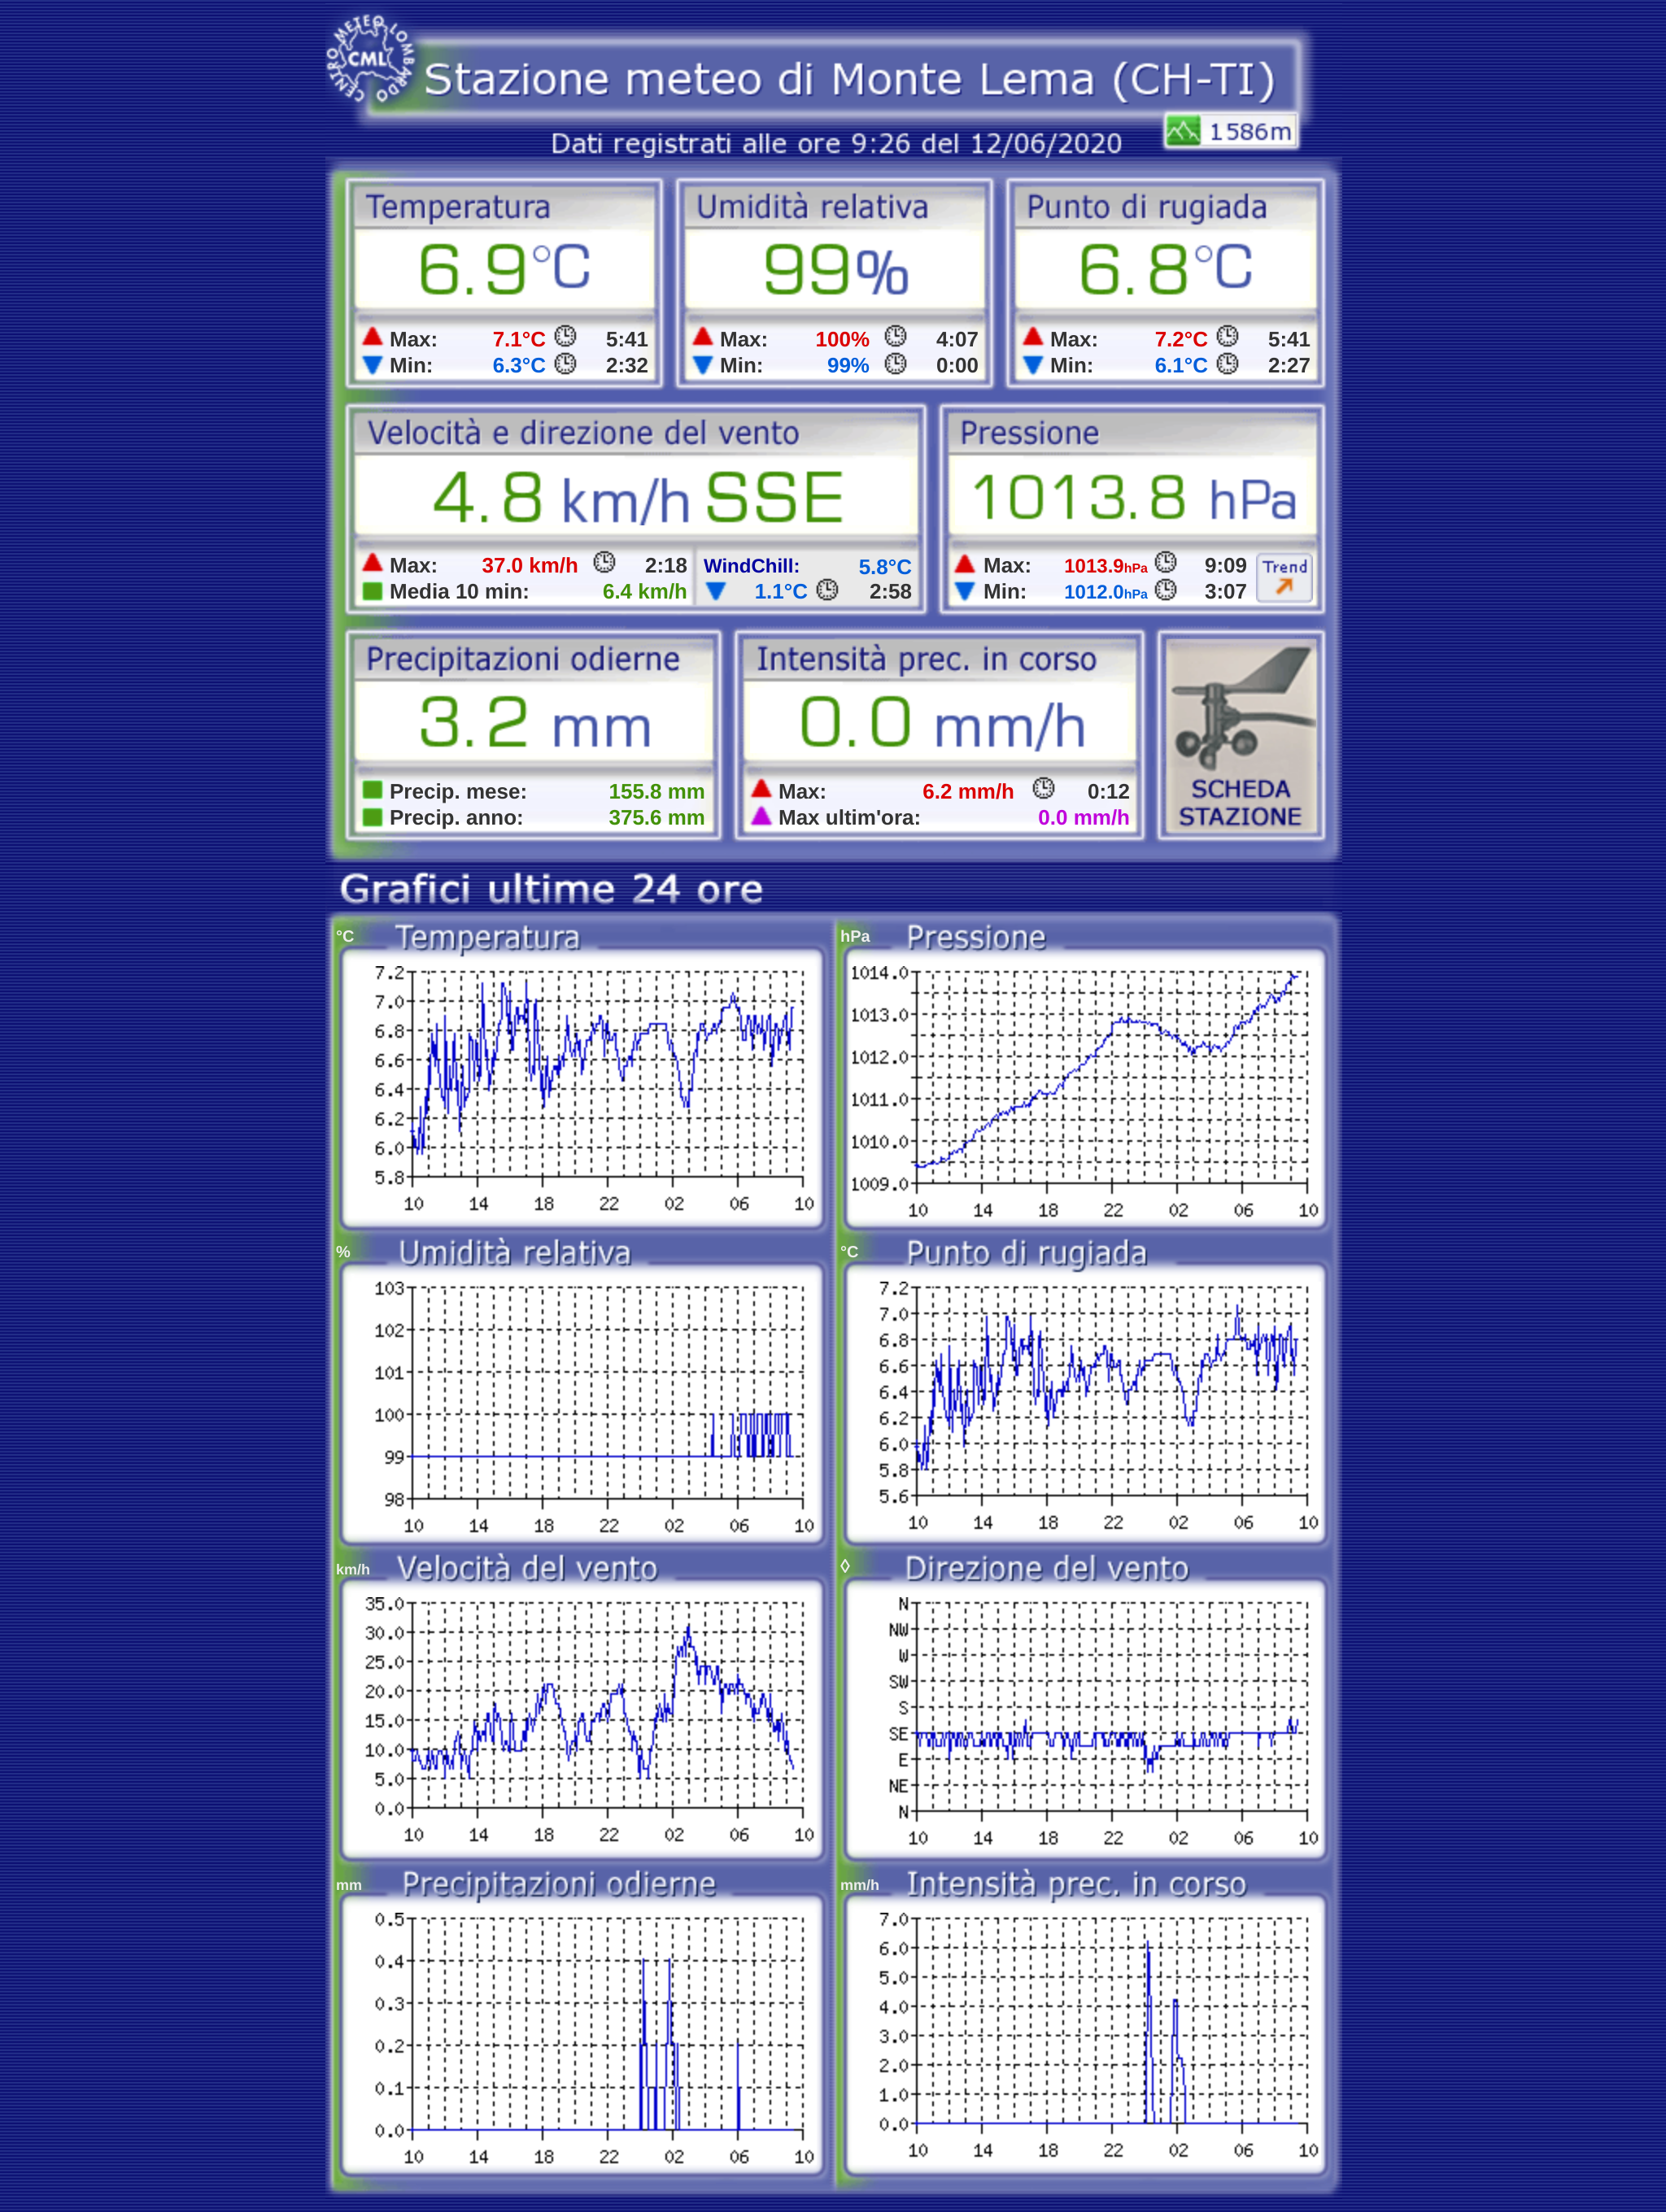 CENTRO METEO LOMBARDO
CML
Stazione meteo di Monte Lema (CH-TI)
Dati registrati alle ore 9:26 del 12/06/2020
1586m
Temperatura Umidità relativa Punto di rugiada
6.9°C 99% 6.8°C
Max: 7.1°C 5:41 Max: 100% 4:07 Max: 7.2°C 5:41
Min: 6.3°C 2:32 Min: 99% 0:00 Min: 6.1°C 2:27
Velocità e direzione del vento Pressione
4.8 km/h SSE 1013.8 hPa
Max: 37.0 km/h 2:18 WindChill: 5.8°C Max: 1013.9hPa 9:09 Trend
Media 10 min: 6.4 km/h 1.1°C 2:58 Min: 1012.0hPa 3:07
Precipitazioni odierne Intensità prec. in corso
3.2 mm 0.0 mm/h
Precip. mese: 155.8 mm Max: 6.2 mm/h 0:12 SCHEDA
Precip. anno: 375.6 mm Max ultim'ora: 0.0 mm/h STAZIONE
Grafici ultime 24 ore
°C Temperatura
7.2
7.0
6.8
6.6
6.4
6.2
6.0
5.8
10 14 18 22 02 06 10
hPa Pressione
1014.0
1013.0
1012.0
1011.0
1010.0
1009.0
10 14 18 22 02 06 10
% Umidità relativa
103
102
101
100
99
98
10 14 18 22 02 06 10
°C Punto di rugiada
7.2
7.0
6.8
6.6
6.4
6.2
6.0
5.8
5.6
10 14 18 22 02 06 10
km/h Velocità del vento
35.0
30.0
25.0
20.0
15.0
10.0
5.0
0.0
10 14 18 22 02 06 10
◊ Direzione del vento
N
NW
W
SW
S
SE
E
NE
N
10 14 18 22 02 06 10
mm Precipitazioni odierne
0.5
0.4
0.3
0.2
0.1
0.0
10 14 18 22 02 06 10
mm/h Intensità prec. in corso
7.0
6.0
5.0
4.0
3.0
2.0
1.0
0.0
10 14 18 22 02 06 10